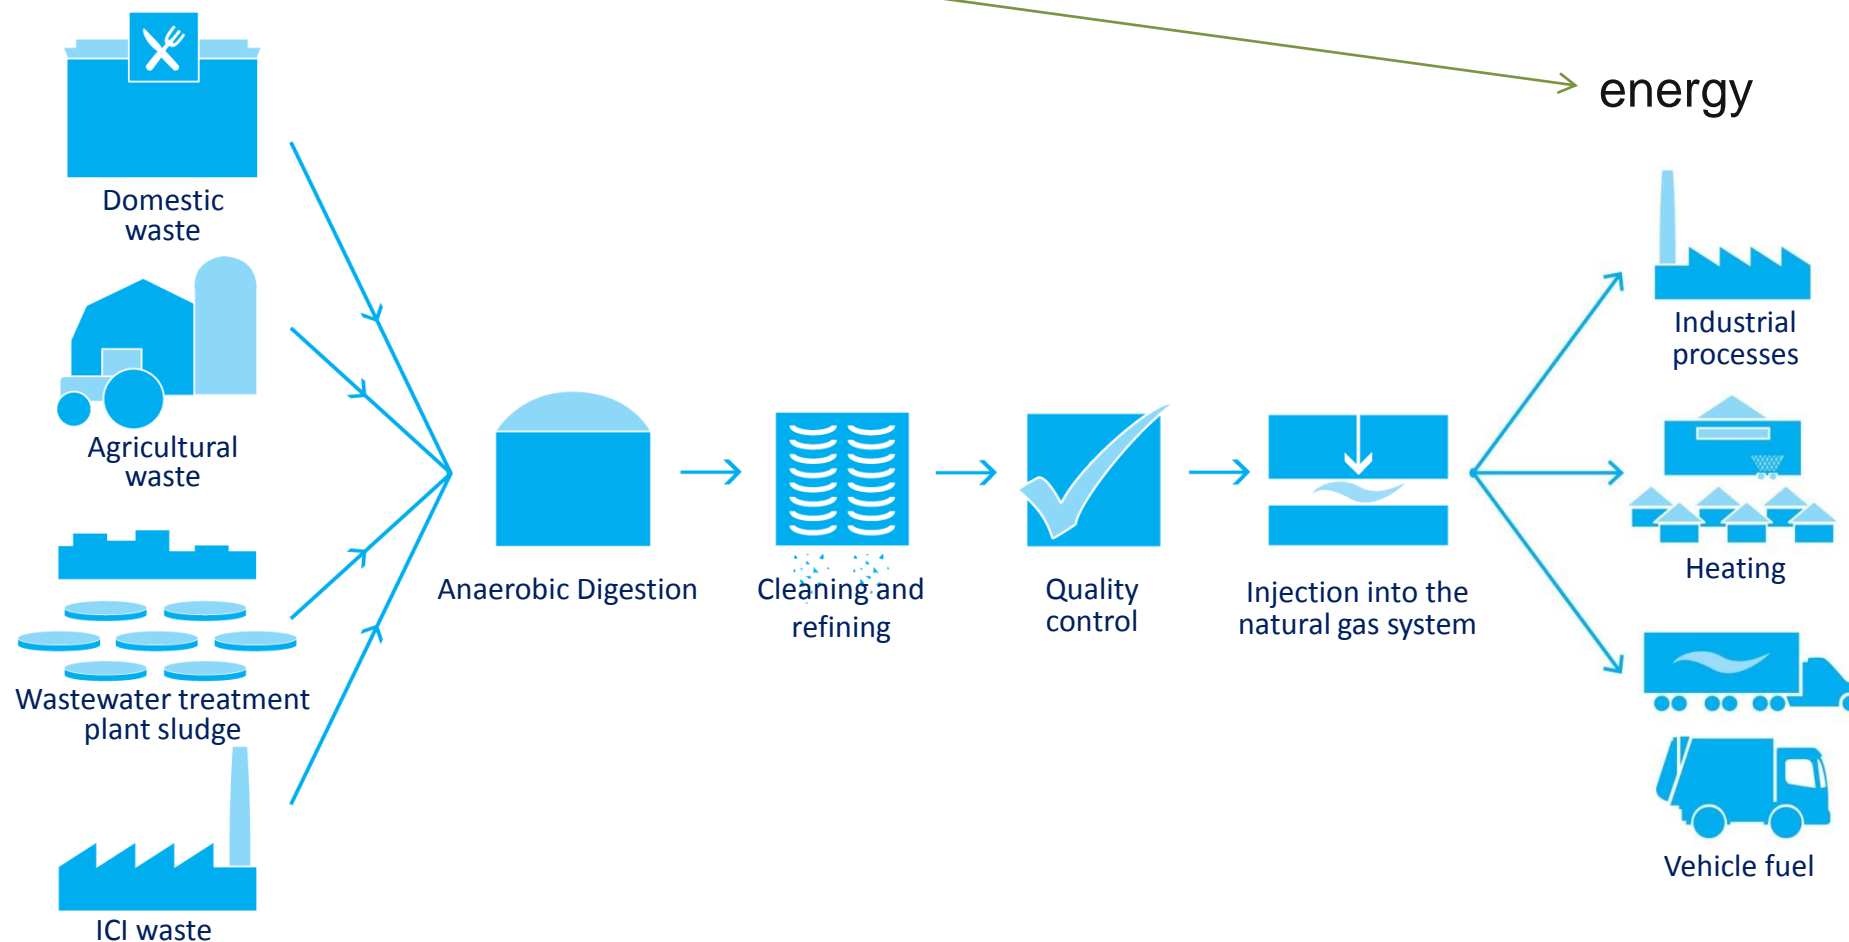 energy
Domestic
waste
Agricultural
waste
Wastewater treatment
plant sludge
ICI waste
Anaerobic Digestion
Cleaning and
refining
Quality
control
Injection into the
natural gas system
Industrial
processes
Heating
Vehicle fuel